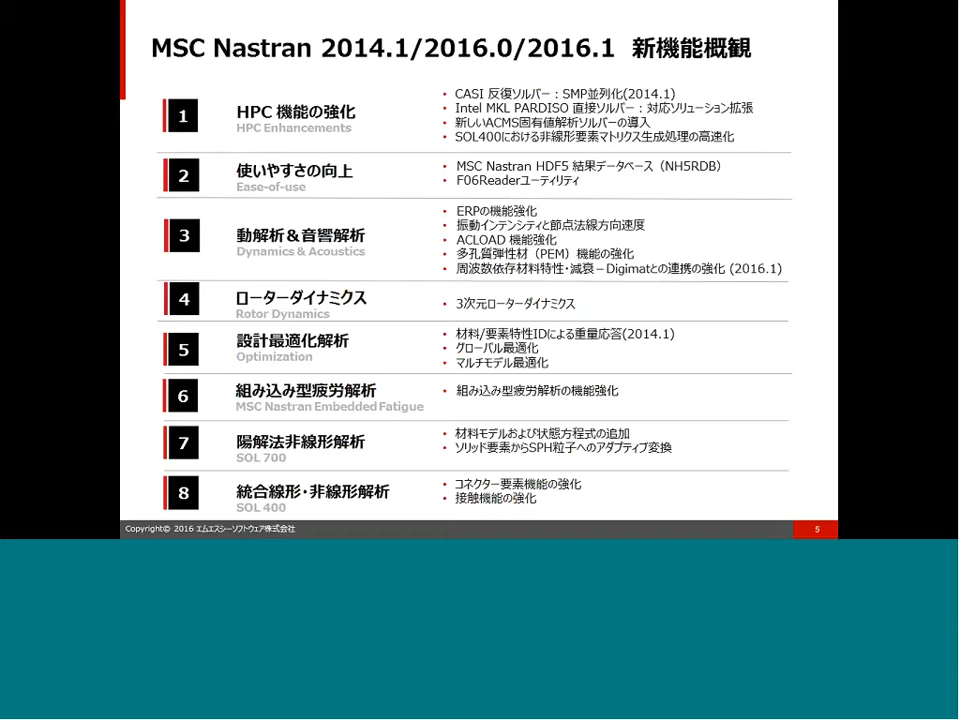 MSC Nastran 2014.1/2016.0/2016.1 新機能概観
1
HPC 機能の強化
HPC Enhancements
• CASI 反復ソルバー：SMP並列化(2014.1)
• Intel MKL PARDISO 直接ソルバー：対応ソリューション拡張
• 新しいACMS固有値解析ソルバーの導入
• SOL400における非線形要素マトリクス生成処理の高速化
2
使いやすさの向上
Ease-of-use
• MSC Nastran HDF5 結果データベース（NH5RDB）
• F06Readerユーティリティ
3
動解析＆音響解析
Dynamics & Acoustics
• ERPの機能強化
• 振動インテンシティと節点法線方向速度
• ACLOAD 機能強化
• 多孔質弾性材（PEM）機能の強化
• 周波数依存材料特性・減衰－Digimatとの連携の強化 (2016.1)
4
ローターダイナミクス
Rotor Dynamics
• 3次元ローターダイナミクス
5
設計最適化解析
Optimization
• 材料/要素特性IDによる重量応答(2014.1)
• グローバル最適化
• マルチモデル最適化
6
組み込み型疲労解析
MSC Nastran Embedded Fatigue
• 組み込み型疲労解析の機能強化
7
陽解法非線形解析
SOL 700
• 材料モデルおよび状態方程式の追加
• ソリッド要素からSPH粒子へのアダプティブ変換
8
統合線形・非線形解析
SOL 400
• コネクター要素機能の強化
• 接触機能の強化
Copyright© 2016 エムエスシーソフトウェア株式会社
5